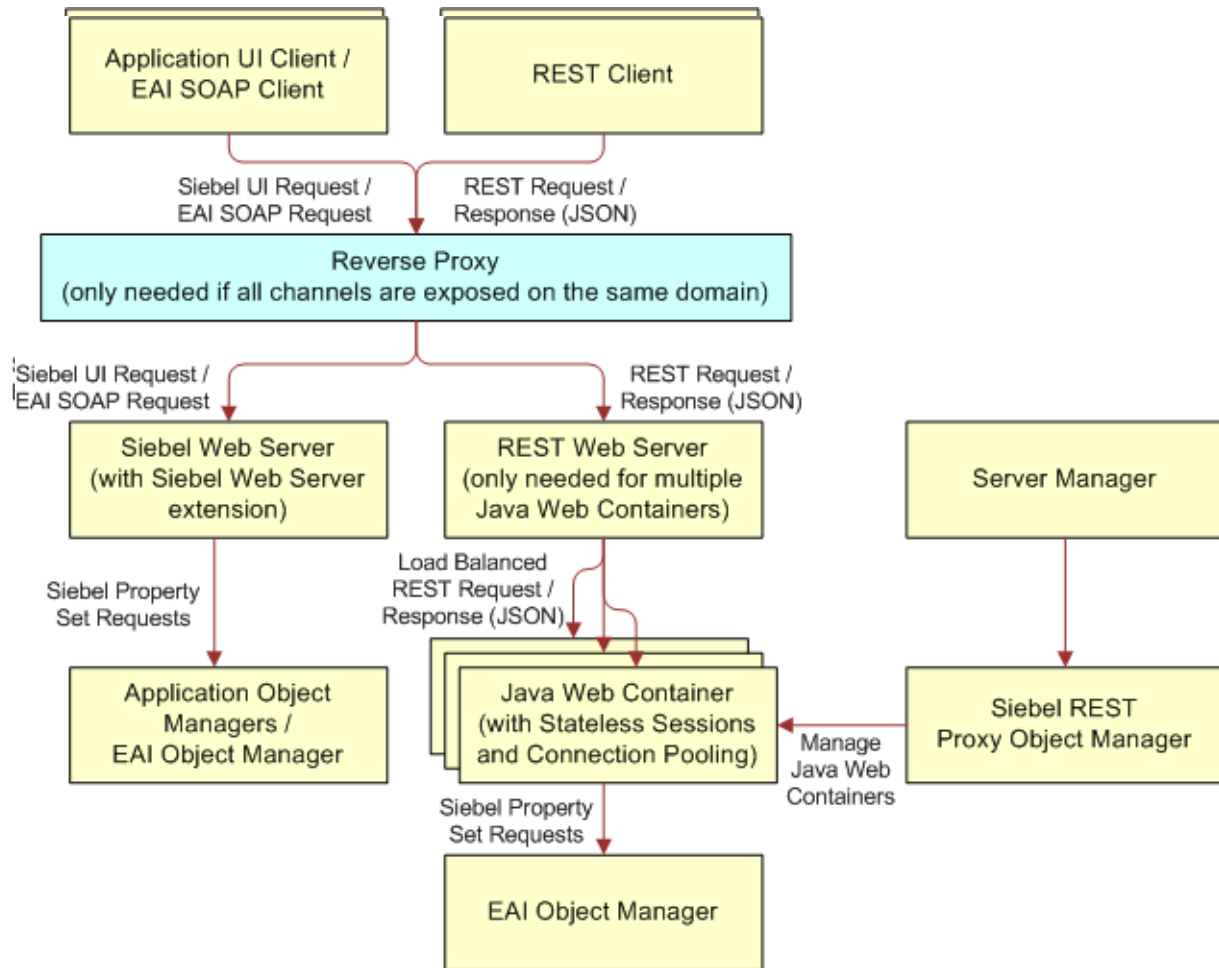 Application UI Client /
EAI SOAP Client
REST Client
Siebel UI Request /
EAI SOAP Request
REST Request /
Response (JSON)
Reverse Proxy
(only needed if all channels are exposed on the same domain)
Siebel UI Request /
EAI SOAP Request
REST Request /
Response (JSON)
Siebel Web Server
(with Siebel Web Server
extension)
REST Web Server
(only needed for multiple
Java Web Containers)
Server Manager
Siebel Property
Set Requests
Load Balanced
REST Request /
Response (JSON)
Application Object
Managers /
EAI Object Manager
Java Web Container
(with Stateless Sessions
and Connection Pooling)
Siebel REST
Proxy Object Manager
Manage
Java Web
Containers
Siebel Property
Set Requests
EAI Object Manager